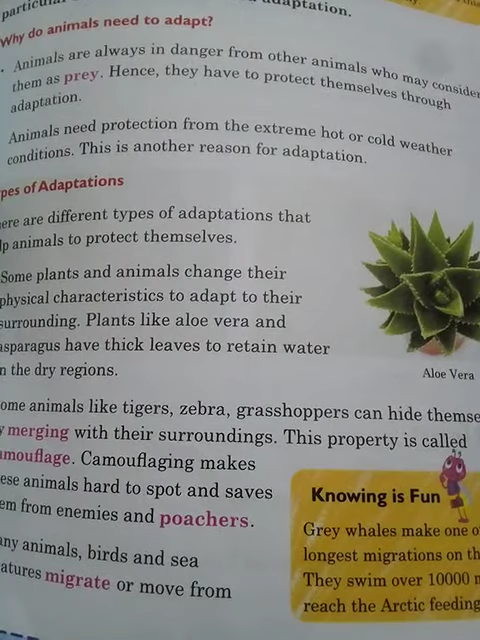 adaptation.
Why do animals need to adapt?
Animals are always in danger from other animals who may consider
them as prey. Hence, they have to protect themselves through
adaptation.
Animals need protection from the extreme hot or cold weather
conditions. This is another reason for adaptation.
pes of Adaptations
ere are different types of adaptations that
lp animals to protect themselves.
Some plants and animals change their
physical characteristics to adapt to their
surrounding. Plants like aloe vera and
asparagus have thick leaves to retain water
n the dry regions.
Aloe Vera
ome animals like tigers, zebra, grasshoppers can hide themse
y merging with their surroundings. This property is called
amouflage. Camouflaging makes
ese animals hard to spot and saves
em from enemies and poachers.
any animals, birds and sea
atures migrate or move from
Knowing is Fun
Grey whales make one o
longest migrations on th
They swim over 10000
reach the Arctic feeding